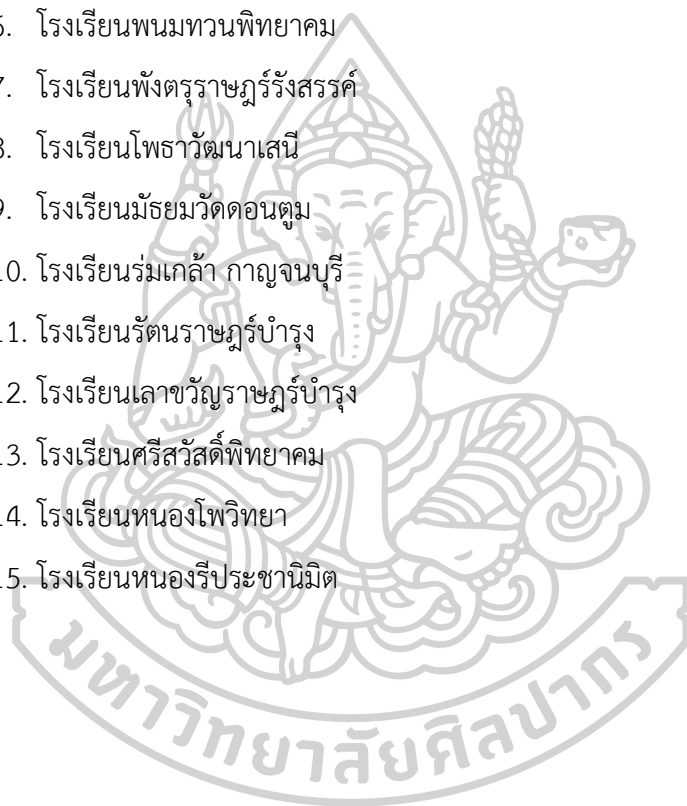 6. โรงเรียนพนมทวนพิทยาคม
7. โรงเรียนพังตรุราษฎร์รังสรรค์
8. โรงเรียนโพธาวัฒนาเสนี
9. โรงเรียนมัธยมวัดดอนตูม
10. โรงเรียนร่มเกล้า กาญจนบุรี
11. โรงเรียนรัตนราษฎร์บำรุง
12. โรงเรียนเลาขวัญราษฎร์บำรุง
13. โรงเรียนศรีสวัสดิ์พิทยาคม
14. โรงเรียนหนองโพวิทยา
15. โรงเรียนหนองรีประชานิมิต
มหาวิทยาลัยศิลปากร